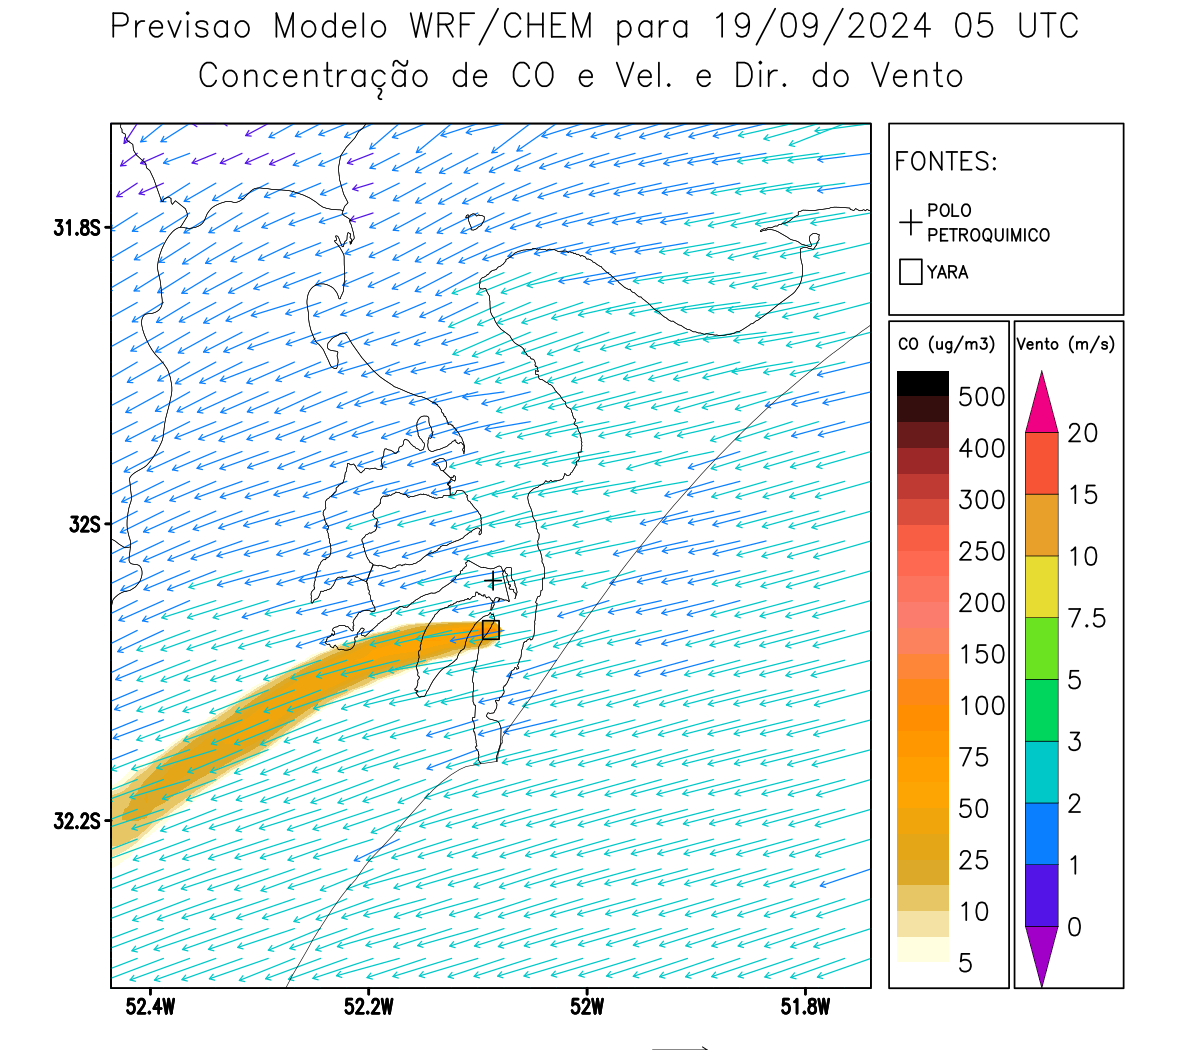 Previsao Modelo WRF/CHEM para 19/09/2024 05 UTC
Concentração de CO e Vel. e Dir. do Vento
FONTES:
POLO
PETROQUIMICO
YARA
CO (ug/m3)
500
400
300
250
200
150
100
75
50
25
10
5
Vento (m/s)
20
15
10
7.5
5
3
2
1
0
31.8S
32S
32.2S
52.4W
52.2W
52W
51.8W